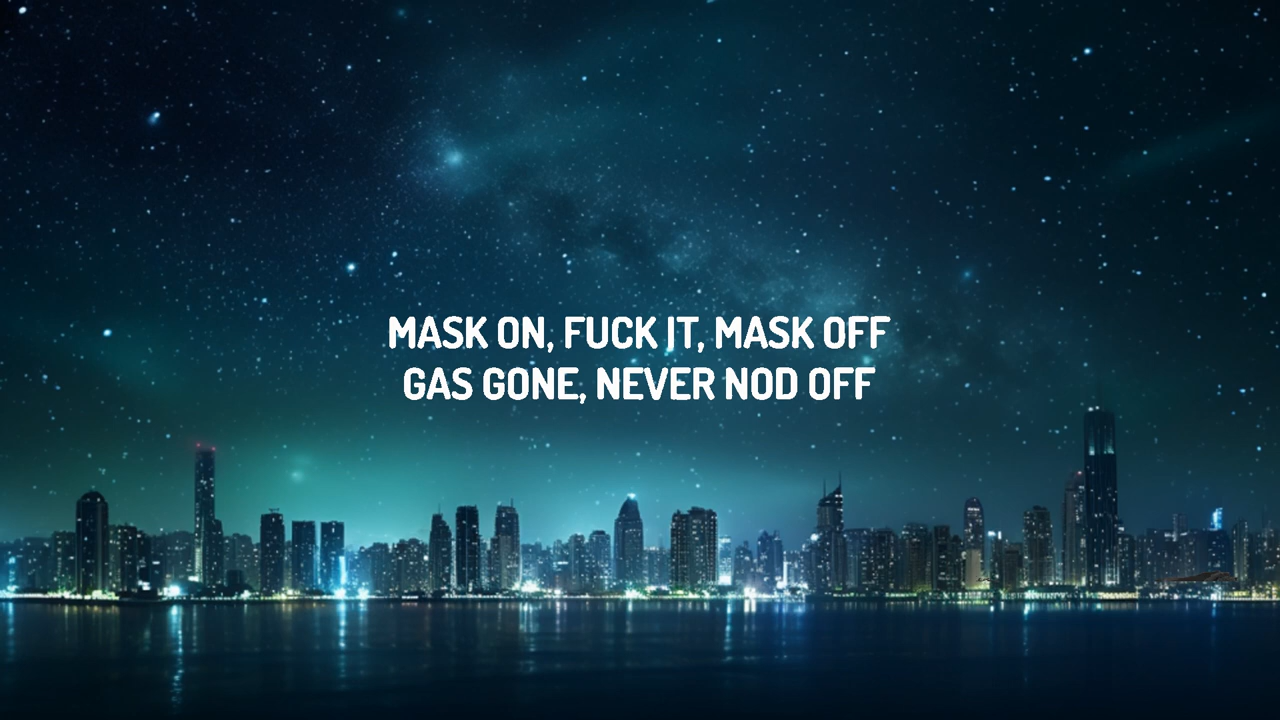 MASK ON, FUCK IT, MASK OFF
GAS GONE, NEVER NOD OFF